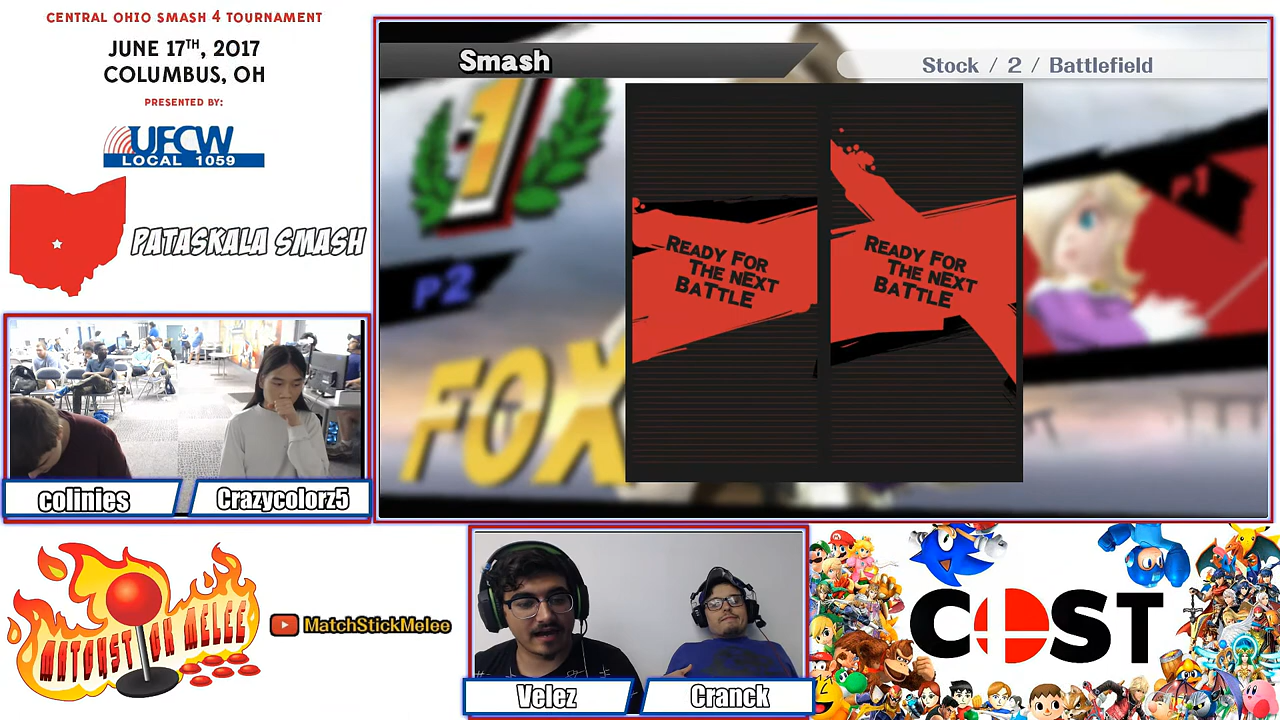 CENTRAL OHIO SMASH 4 TOURNAMENT
JUNE 17TH, 2017
COLUMBUS, OH
PRESENTED BY:
UFCW
LOCAL 1059
PATASKALA SMASH
colinies
Crazycolorz5
Smash
Stock / 2 / Battlefield
1
P2
FOX
P1
READY FOR
THE NEXT
BATTLE
READY FOR
THE NEXT
BATTLE
MATCHSTICK MELEE
MatchStickMelee
Velez
Cranck
COST